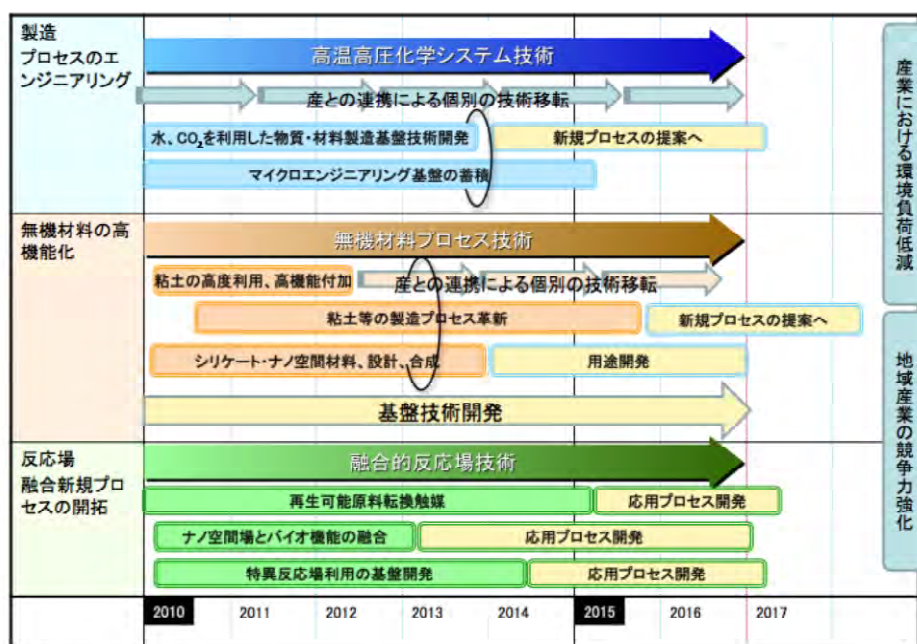 製造
プロセスのエ
ンジニアリング
高温高圧化学システム技術
産との連携による個別の技術移転
水、CO₂を利用した物質・材料製造基盤技術開発
新規プロセスの提案へ
マイクロエンジニアリング基盤の蓄積
無機材料の高
機能化
無機材料プロセス技術
粘土の高度利用、高機能付加
産との連携による個別の技術移転
粘土等の製造プロセス革新
新規プロセスの提案へ
シリケート・ナノ空間材料、設計、合成
用途開発
基盤技術開発
反応場
融合新規プロ
セスの開拓
融合的反応場技術
再生可能原料転換触媒
応用プロセス開発
ナノ空間場とバイオ機能の融合
応用プロセス開発
特異反応場利用の基盤開発
応用プロセス開発
2010
2011
2012
2013
2014
2015
2016
2017
産業における環境負荷低減
地域産業の競争力強化